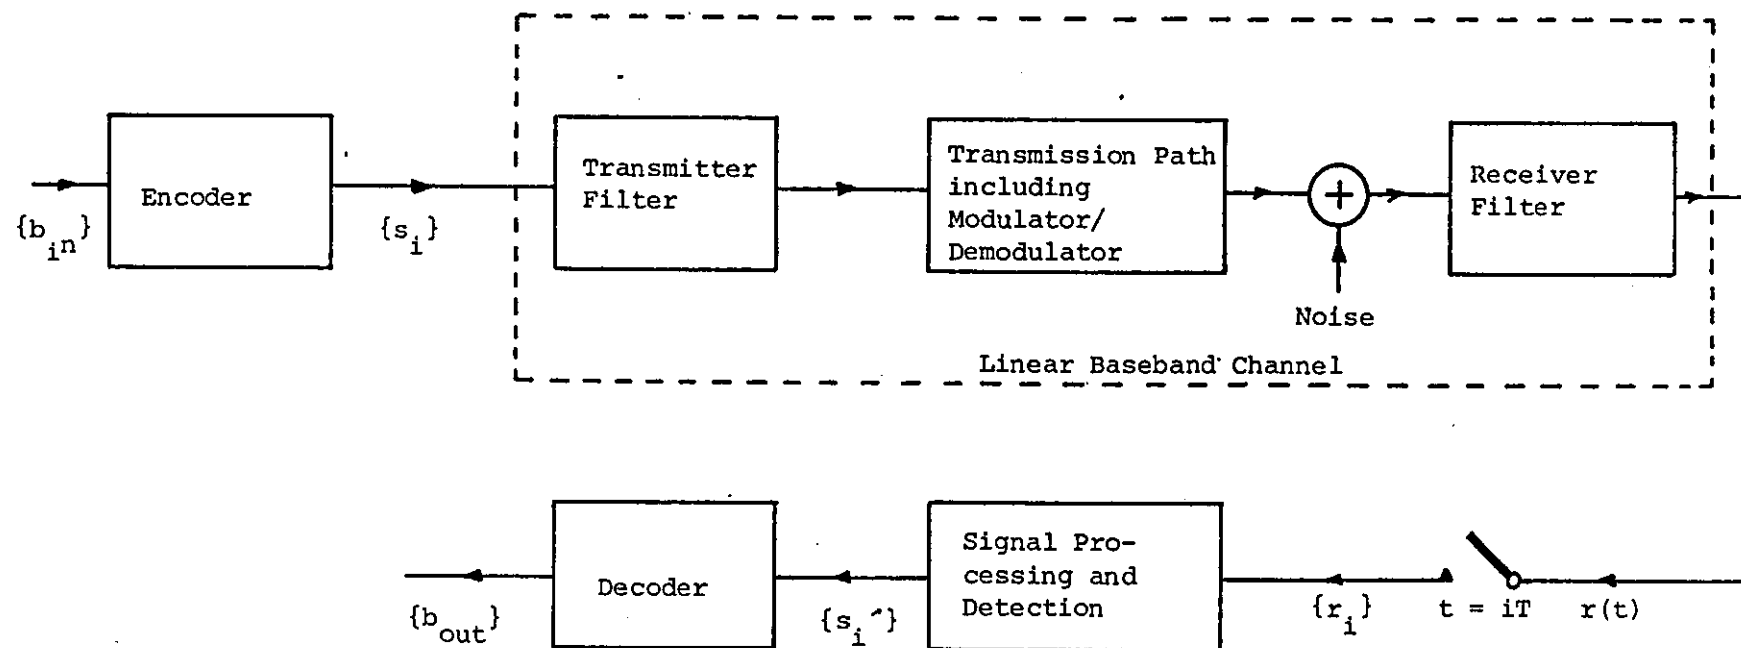 Encoder
{b_in}
{s_i}
Transmitter
Filter
Transmission Path
including
Modulator/
Demodulator
+
Noise
Receiver
Filter
Linear Baseband Channel
{b_out}
Decoder
{s_i´}
Signal Pro-
cessing and
Detection
{r_i}
t = iT
r(t)